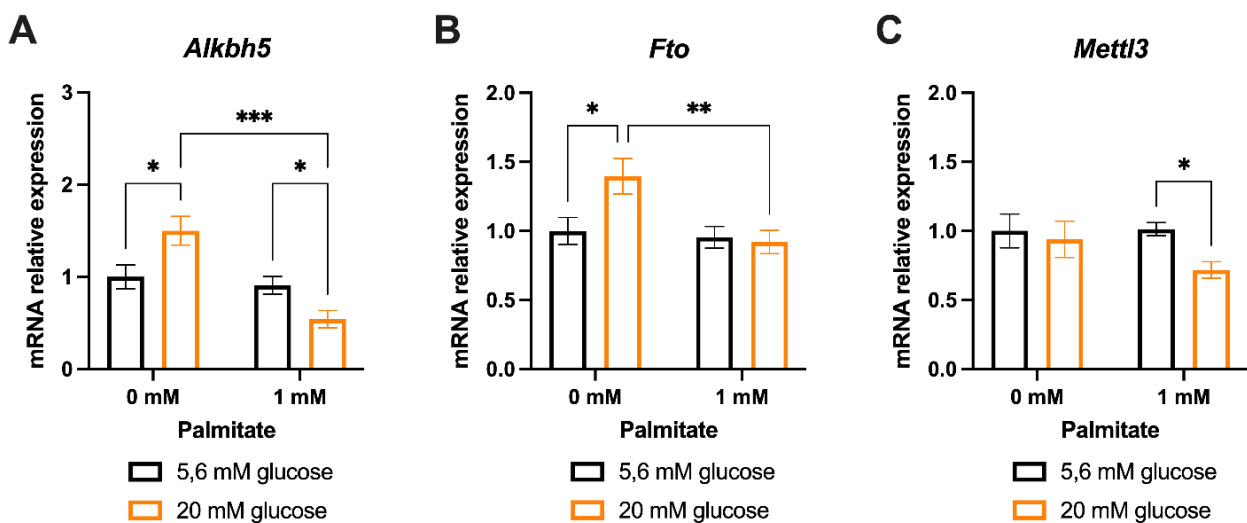 A
Alkbh5
mRNA relative expression
3
2
1
0
*
***
*
0 mM
1 mM
Palmitate
5,6 mM glucose
20 mM glucose
B
Fto
mRNA relative expression
2.0
1.5
1.0
0.5
0.0
*
**
0 mM
1 mM
Palmitate
5,6 mM glucose
20 mM glucose
C
Mettl3
mRNA relative expression
2.0
1.5
1.0
0.5
0.0
*
0 mM
1 mM
Palmitate
5,6 mM glucose
20 mM glucose